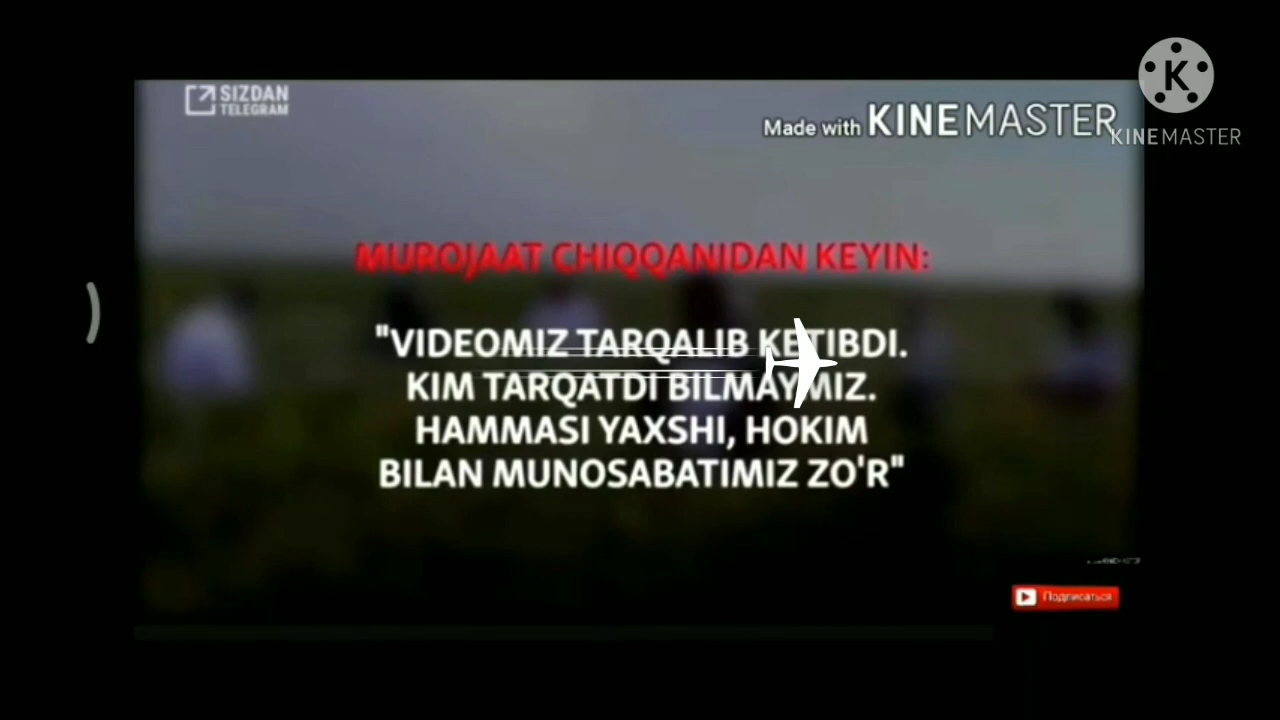 SIZDAN
TELEGRAM
Made with KINEMASTER
K
KINEMASTER
MUROJAAT CHIQQANIDAN KEYIN:
"VIDEOMIZ TARQALIB KETIBDI.
KIM TARQATDI BILMAYMIZ.
HAMMASI YAXSHI, HOKIM
BILAN MUNOSABATIMIZ ZO'R"
Подписаться